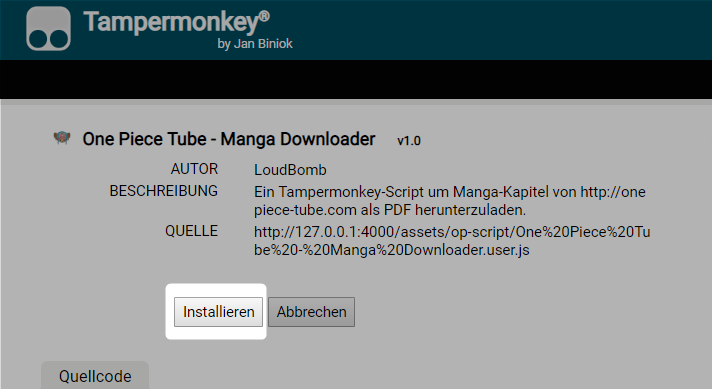 Tampermonkey®
by Jan Biniok
One Piece Tube - Manga Downloader v1.0
AUTOR LoudBomb
BESCHREIBUNG Ein Tampermonkey-Script um Manga-Kapitel von http://one
piece-tube.com als PDF herunterzuladen.
QUELLE http://127.0.0.1:4000/assets/op-script/One%20Piece%20Tu
be%20-%20Manga%20Downloader.user.js
Installieren Abbrechen
Quellcode